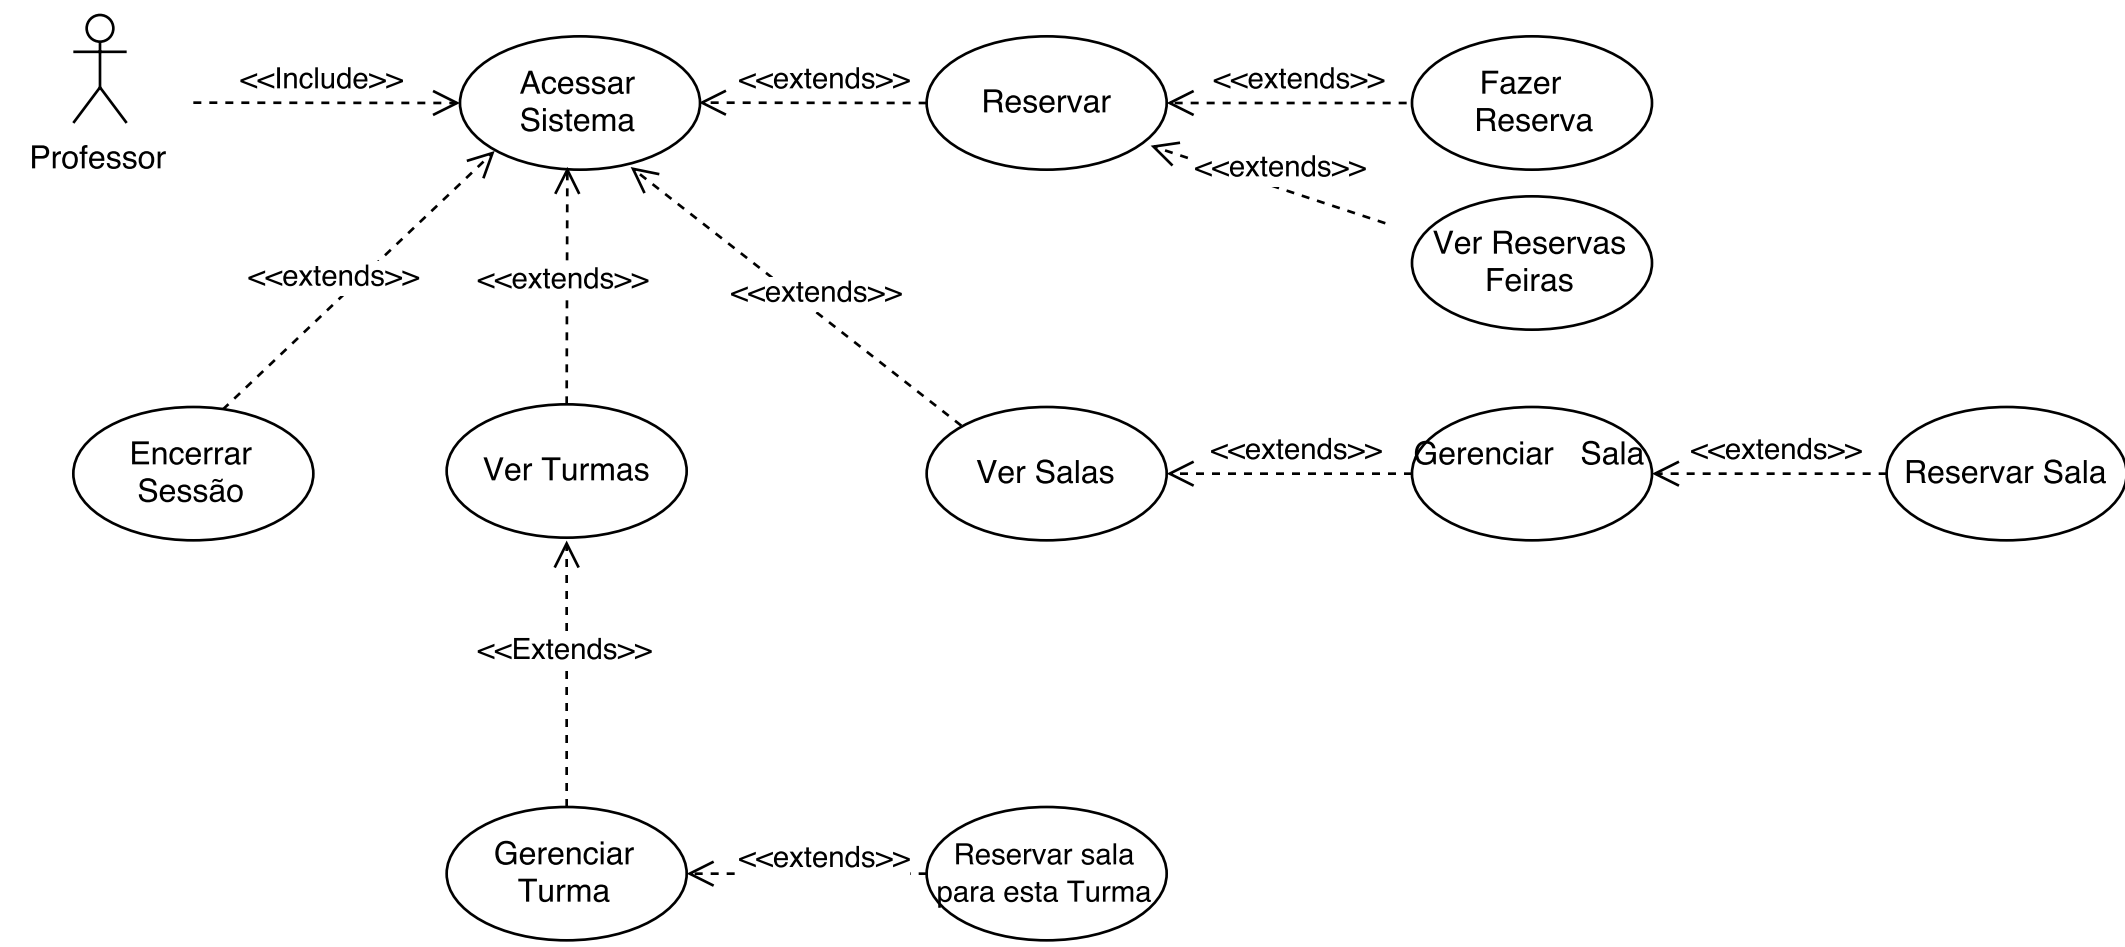 <<Include>>
Acessar
Sistema
<<extends>>
Reservar
<<extends>>
Fazer
Reserva
Professor
<<extends>>
Ver Reservas
Feiras
<<extends>>
<<extends>>
<<extends>>
Encerrar
Sessão
Ver Turmas
Ver Salas
<<extends>>
Gerenciar Sala
<<extends>>
Reservar Sala
<<Extends>>
Gerenciar
Turma
<<extends>>
Reservar sala
para esta Turma